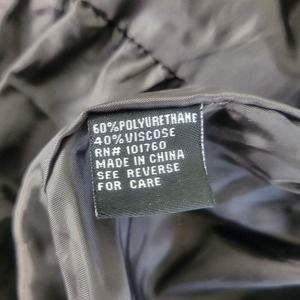 60%POLYURETHANE
40%VISCOSE
RN# 101760
MADE IN CHINA
SEE REVERSE
FOR CARE